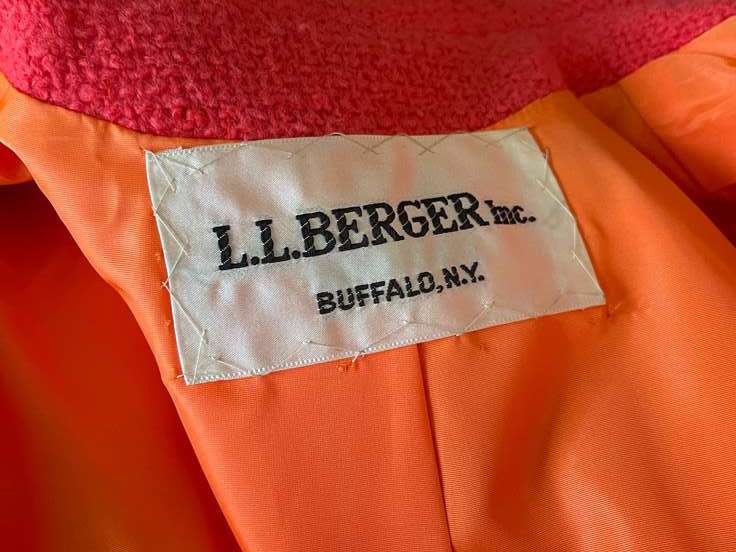 L.L.BERGER Inc.
BUFFALO, N.Y.